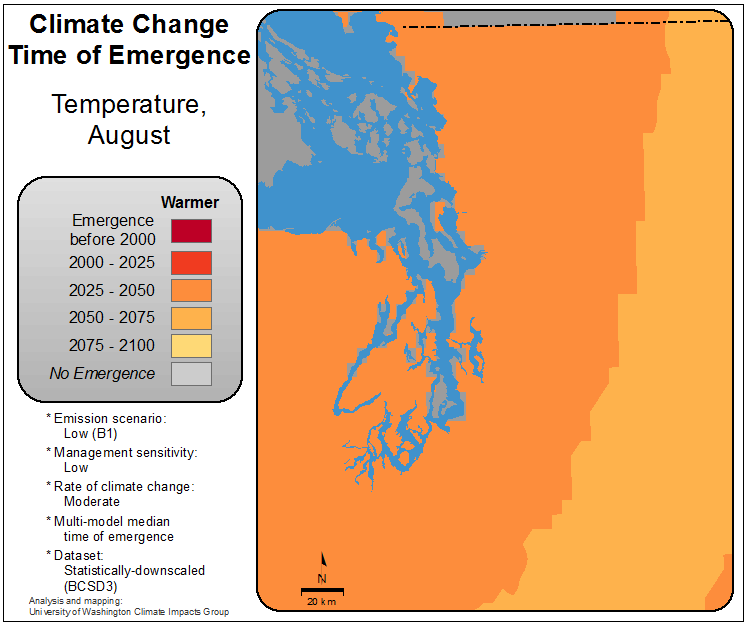 Climate Change
Time of Emergence
Temperature,
August
Warmer
Emergence
before 2000
2000 - 2025
2025 - 2050
2050 - 2075
2075 - 2100
No Emergence
* Emission scenario:
Low (B1)
* Management sensitivity:
Low
* Rate of climate change:
Moderate
* Multi-model median
time of emergence
* Dataset:
Statistically-downscaled
(BCSD3)
Analysis and mapping:
University of Washington Climate Impacts Group
N
20 km